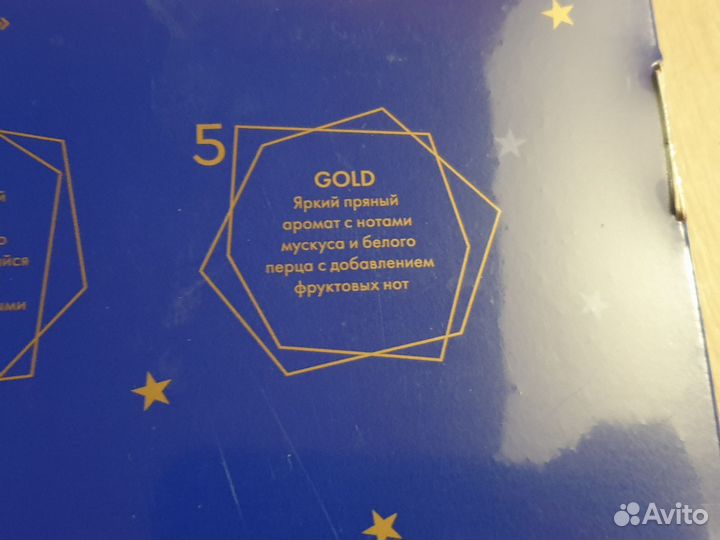 »
5
GOLD
Яркий пряный
аромат с нотами
мускуса и белого
перца с добавлением
фруктовых нот
Avito